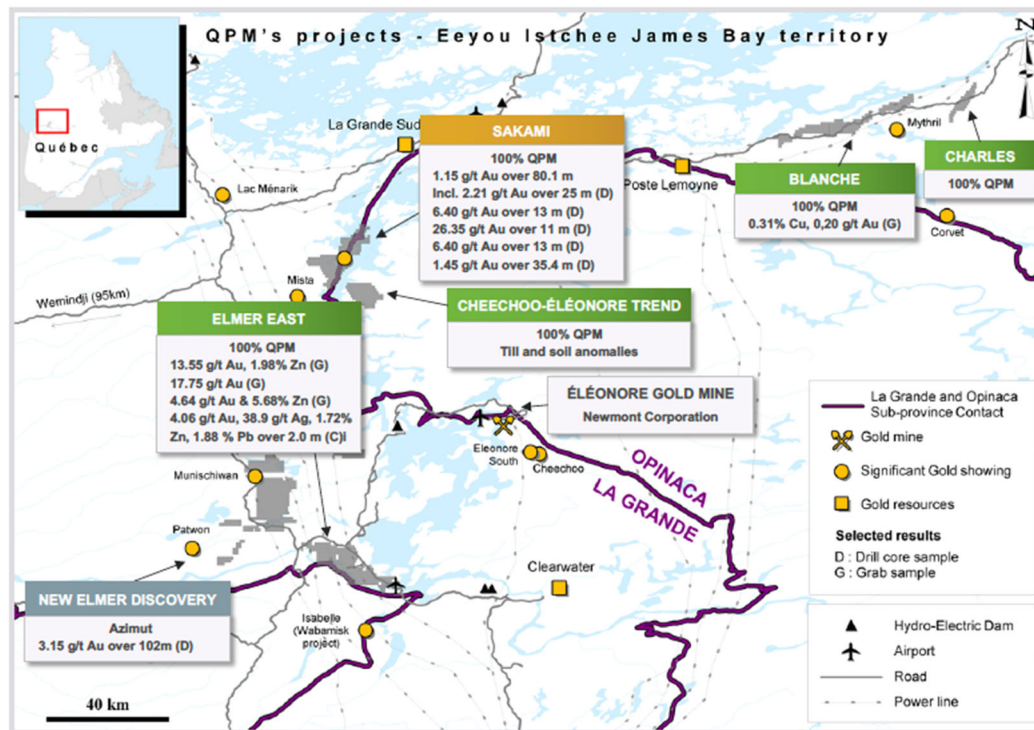 QPM's projects - Eeyou Istchee James Bay territory
Z
Québec
La Grande Sud
SAKAMI
100% QPM
1.15 g/t Au over 80.1 m
Incl. 2.21 g/t Au over 25 m (D)
6.40 g/t Au over 13 m (D)
26.35 g/t Au over 11 m (D)
6.40 g/t Au over 13 m (D)
1.45 g/t Au over 35.4 m (D)
Mythril
CHARLES
100% QPM
Poste Lemoyne
BLANCHE
100% QPM
0.31% Cu, 0,20 g/t Au (G)
Corvet
Lac Ménarik
Mista
Wemindji (95km)
CHEECHOO-ÉLÉONORE TREND
100% QPM
Till and soil anomalies
ELMER EAST
100% QPM
13.55 g/t Au, 1.98% Zn (G)
17.75 g/t Au (G)
4.64 g/t Au & 5.68% Zn (G)
4.06 g/t Au, 38.9 g/t Ag, 1.72%
Zn, 1.88 % Pb over 2.0 m (C)i
ÉLÉONORE GOLD MINE
Newmont Corporation
Eleonore
South
Cheechoo
OPINACA
LA GRANDE
Munischiwan
Patwon
Clearwater
NEW ELMER DISCOVERY
Azimut
3.15 g/t Au over 102m (D)
Isabelle
(Wabamisk
project)
40 km
La Grande and Opinaca
Sub-province Contact
Gold mine
Significant Gold showing
Gold resources
Selected results
D : Drill core sample
G : Grab sample
Hydro-Electric Dam
Airport
Road
Power line